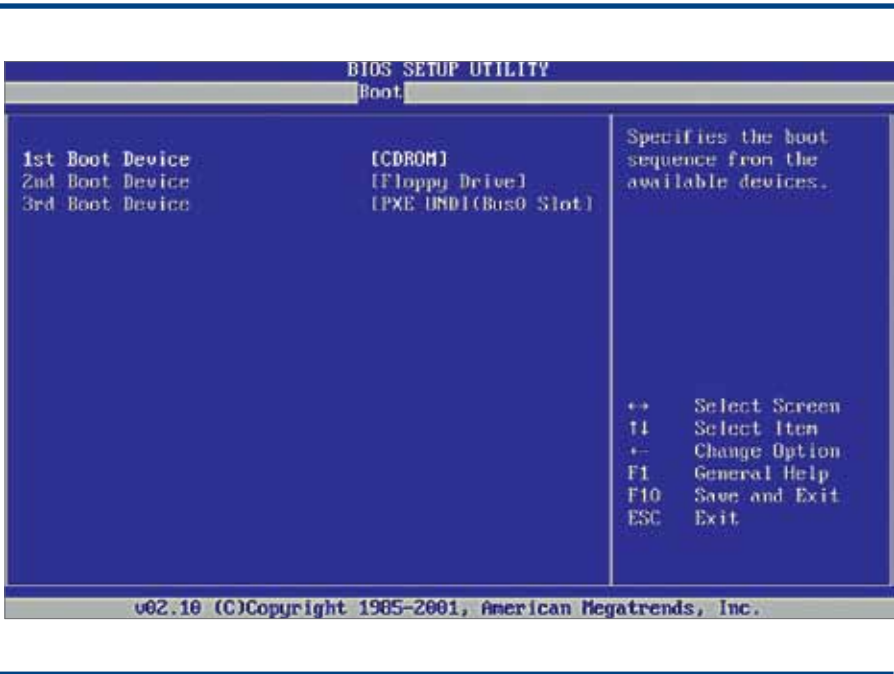 BIOS SETUP UTILITY
Boot
1st Boot Device [CDROM]
2nd Boot Device [Floppy Drive]
3rd Boot Device [PXE UNDI(Bus0 Slot]
Specifies the boot
sequence from the
available devices.
↔ Select Screen
↑↓ Select Item
+- Change Option
F1 General Help
F10 Save and Exit
ESC Exit
v02.10 (C)Copyright 1985-2001, American Megatrends, Inc.